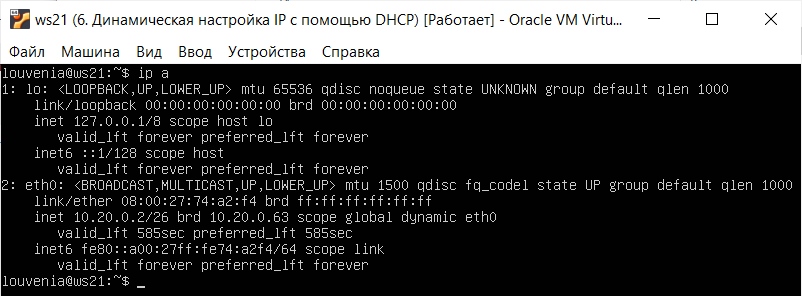 ws21 (6. Динамическая настройка IP с помощью DHCP) [Работает] - Oracle VM Virtu...
Файл Машина Вид Ввод Устройства Справка
louvenia@ws21:~$ ip a
1: lo: <LOOPBACK,UP,LOWER_UP> mtu 65536 qdisc noqueue state UNKNOWN group default qlen 1000
link/loopback 00:00:00:00:00:00 brd 00:00:00:00:00:00
inet 127.0.0.1/8 scope host lo
valid_lft forever preferred_lft forever
inet6 ::1/128 scope host
valid_lft forever preferred_lft forever
2: eth0: <BROADCAST,MULTICAST,UP,LOWER_UP> mtu 1500 qdisc fq_codel state UP group default qlen 1000
link/ether 08:00:27:74:a2:f4 brd ff:ff:ff:ff:ff:ff
inet 10.20.0.2/26 brd 10.20.0.63 scope global dynamic eth0
valid_lft 585sec preferred_lft 585sec
inet6 fe80::a00:27ff:fe74:a2f4/64 scope link
valid_lft forever preferred_lft forever
louvenia@ws21:~$ _